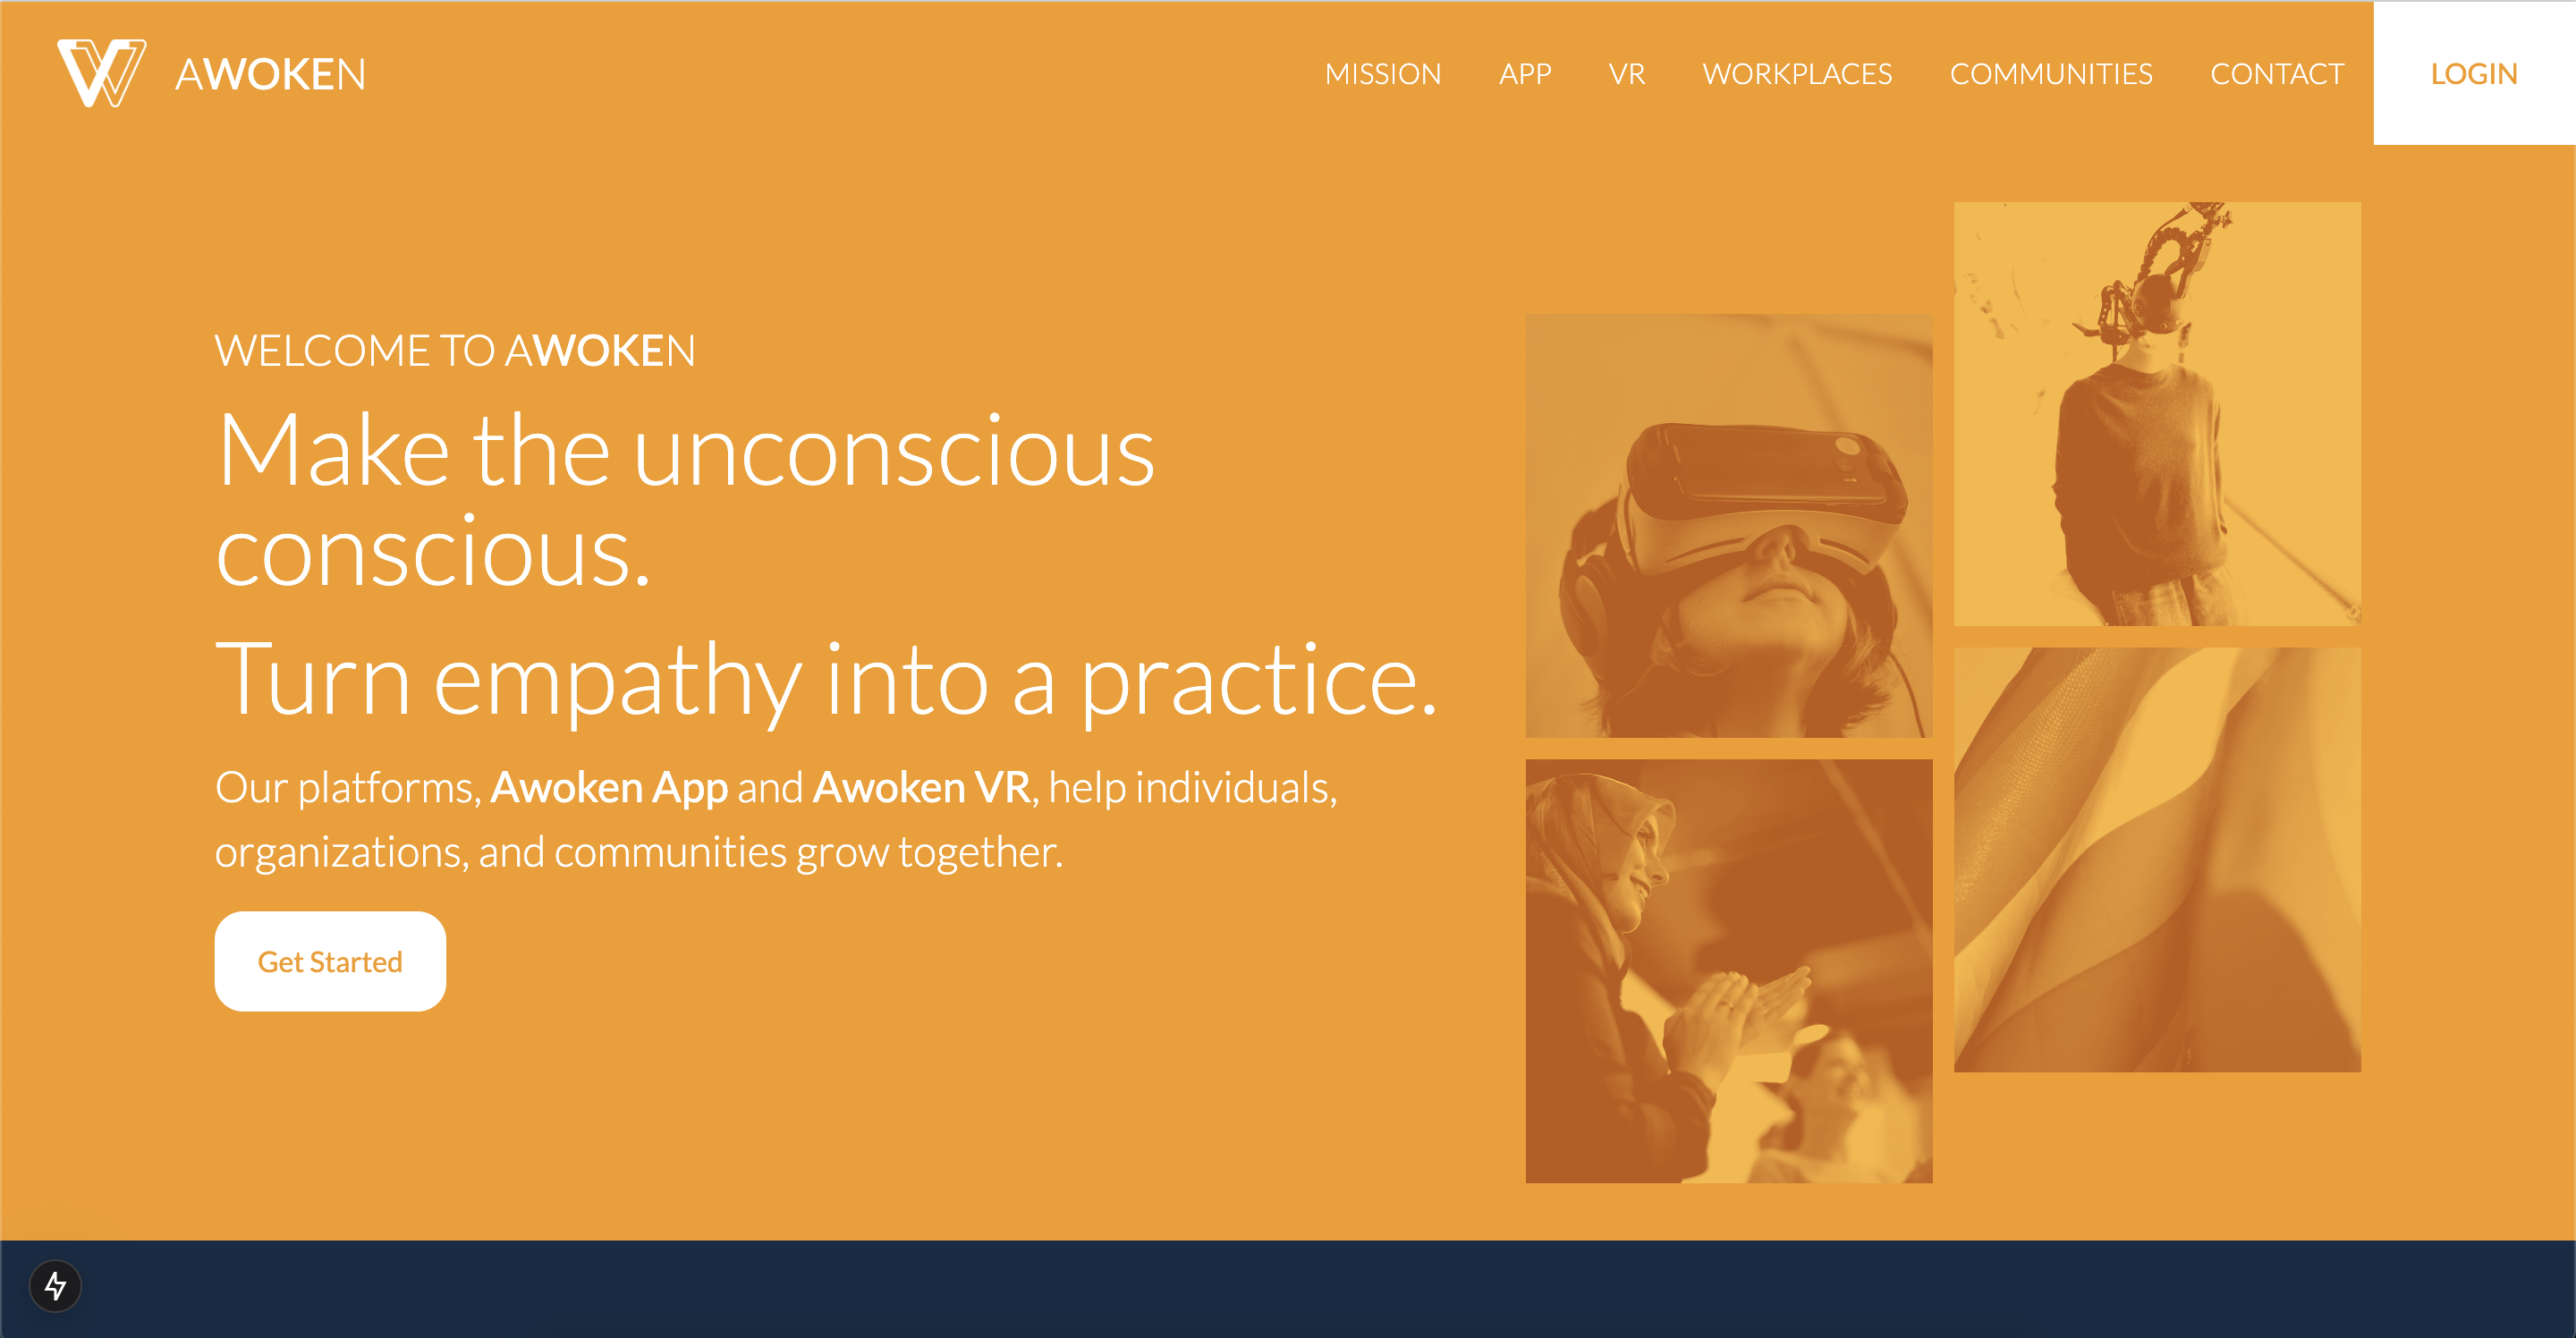 AWOKEN
MISSION APP VR WORKPLACES COMMUNITIES CONTACT LOGIN
WELCOME TO AWOKEN
Make the unconscious
conscious.
Turn empathy into a practice.
Our platforms, Awoken App and Awoken VR, help individuals,
organizations, and communities grow together.
Get Started